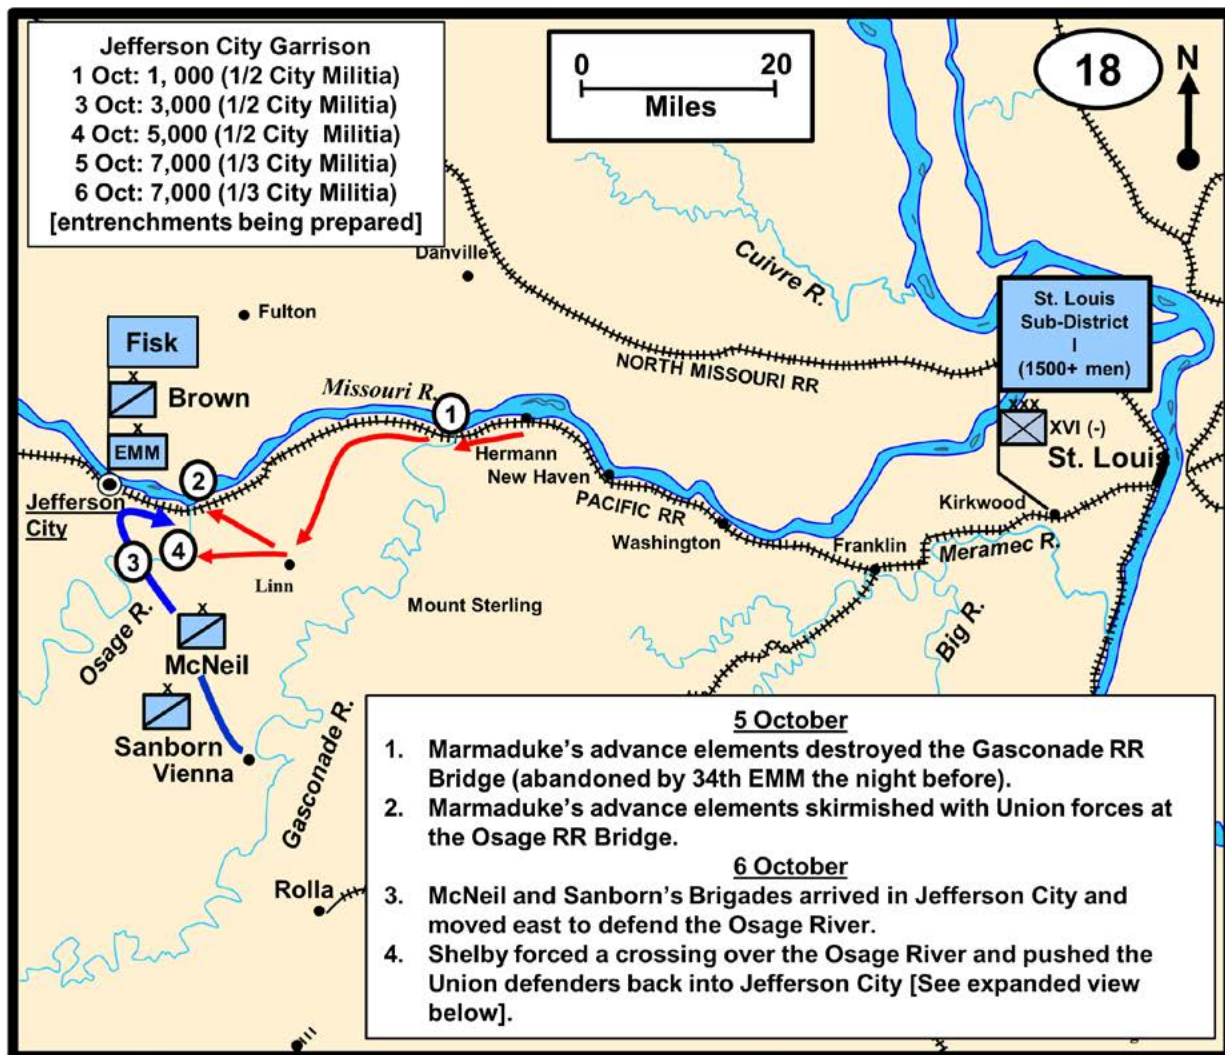 Jefferson City Garrison
1 Oct: 1, 000 (1/2 City Militia)
3 Oct: 3,000 (1/2 City Militia)
4 Oct: 5,000 (1/2 City Militia)
5 Oct: 7,000 (1/3 City Militia)
6 Oct: 7,000 (1/3 City Militia)
[entrenchments being prepared]
0 20
Miles
18
N
Danville
Cuivre R.
Fulton
St. Louis
Sub-District
I
(1500+ men)
Fisk
NORTH MISSOURI RR
X
Brown
Missouri R.
1
XXX
XVI (-)
X
EMM
Hermann
St. Louis
New Haven
2
Jefferson
City
PACIFIC RR
Kirkwood
Washington
Franklin
Meramec R.
3
4
Linn
Mount Sterling
Osage R.
X
McNeil
Big R.
X
Sanborn
Vienna
Gasconade R.
Rolla
5 October
1. Marmaduke's advance elements destroyed the Gasconade RR
Bridge (abandoned by 34th EMM the night before).
2. Marmaduke's advance elements skirmished with Union forces at
the Osage RR Bridge.
6 October
3. McNeil and Sanborn's Brigades arrived in Jefferson City and
moved east to defend the Osage River.
4. Shelby forced a crossing over the Osage River and pushed the
Union defenders back into Jefferson City [See expanded view
below].